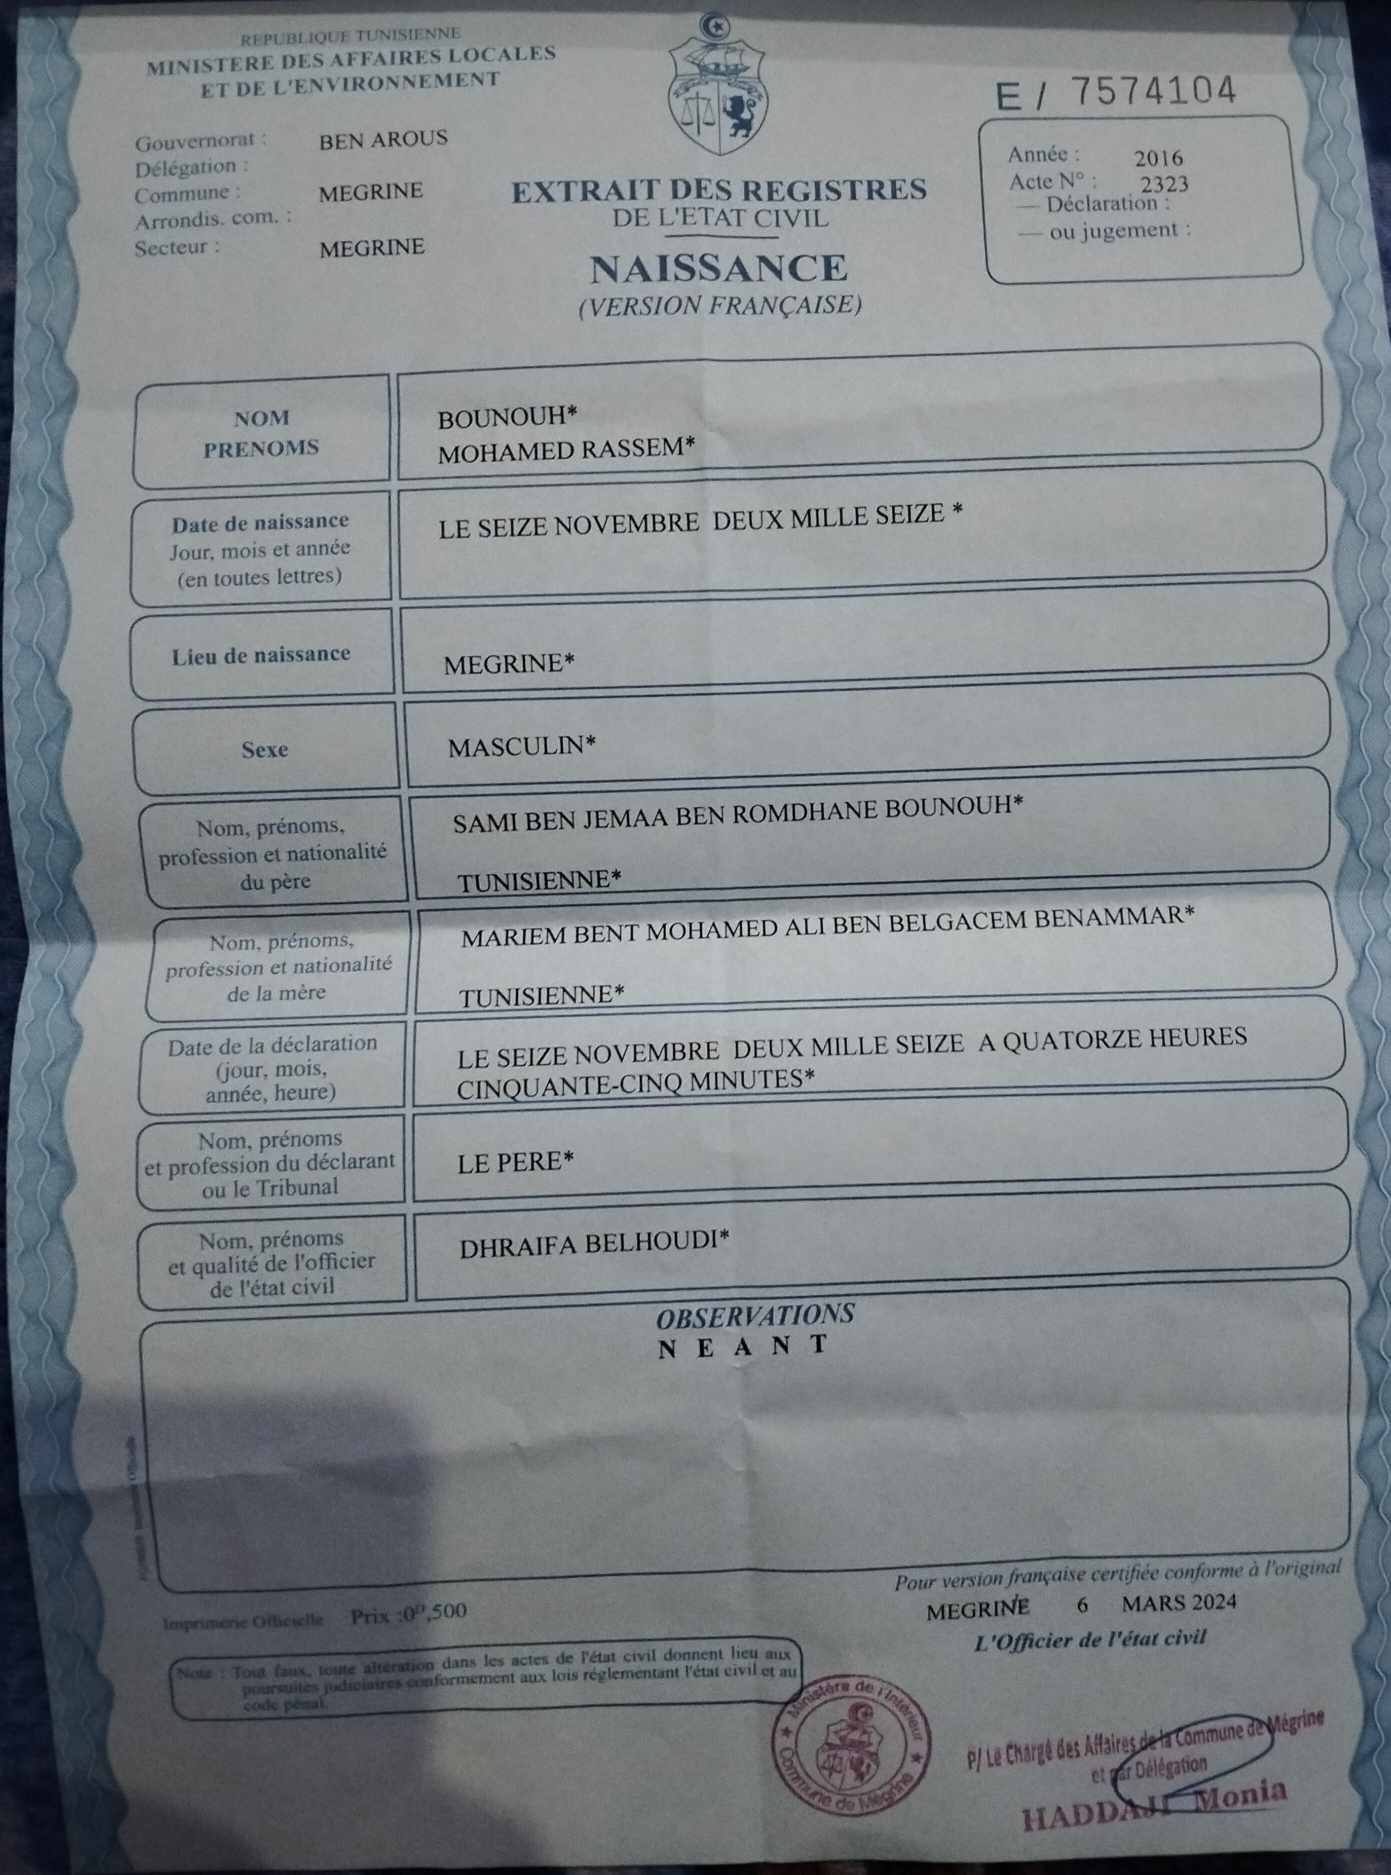 REPUBLIQUE TUNISIENNE
MINISTERE DES AFFAIRES LOCALES
ET DE L'ENVIRONNEMENT
Gouvernorat : BEN AROUS
Délégation :
Commune : MEGRINE
Arrondis. com. :
Secteur : MEGRINE
EXTRAIT DES REGISTRES
DE L'ETAT CIVIL
NAISSANCE
(VERSION FRANÇAISE)
E / 7574104
Année : 2016
Acte N° : 2323
— Déclaration :
— ou jugement :
NOM
PRENOMS
BOUNOUH*
MOHAMED RASSEM*
Date de naissance
Jour, mois et année
(en toutes lettres)
LE SEIZE NOVEMBRE DEUX MILLE SEIZE *
Lieu de naissance
MEGRINE*
Sexe
MASCULIN*
Nom, prénoms,
profession et nationalité
du père
SAMI BEN JEMAA BEN ROMDHANE BOUNOUH*
TUNISIENNE*
Nom, prénoms,
profession et nationalité
de la mère
MARIEM BENT MOHAMED ALI BEN BELGACEM BENAMMAR*
TUNISIENNE*
Date de la déclaration
(jour, mois,
année, heure)
LE SEIZE NOVEMBRE DEUX MILLE SEIZE A QUATORZE HEURES
CINQUANTE-CINQ MINUTES*
Nom, prénoms
et profession du déclarant
ou le Tribunal
LE PERE*
Nom, prénoms
et qualité de l'officier
de l'état civil
DHRAIFA BELHOUDI*
OBSERVATIONS
N E A N T
Imprimerie Officielle
Pour version française certifiée conforme à l'original
MEGRINE 6 MARS 2024
L'Officier de l'état civil
Imprimerie Officielle Prix :0ᴰ,500
Note : Tout faux, toute altération dans les actes de l'état civil donnent lieu aux
poursuites judiciaires conformement aux lois réglementant l'état civil et au
code pénal.
Ministère de l'Intérieur
Commune de Mégrine
P/ Le Chargé des Affaires de la Commune de Mégrine
et par Délégation
HADDAJI Monia